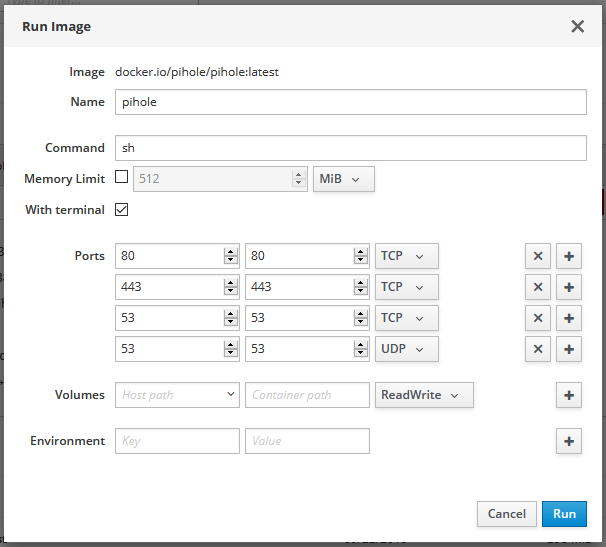 Run Image
Image docker.io/pihole/pihole:latest
Name pihole
Command sh
Memory Limit 512 MiB
With terminal
Ports 80 80 TCP
443 443 TCP
53 53 TCP
53 53 UDP
Volumes Host path Container path ReadWrite
Environment Key Value
Cancel Run